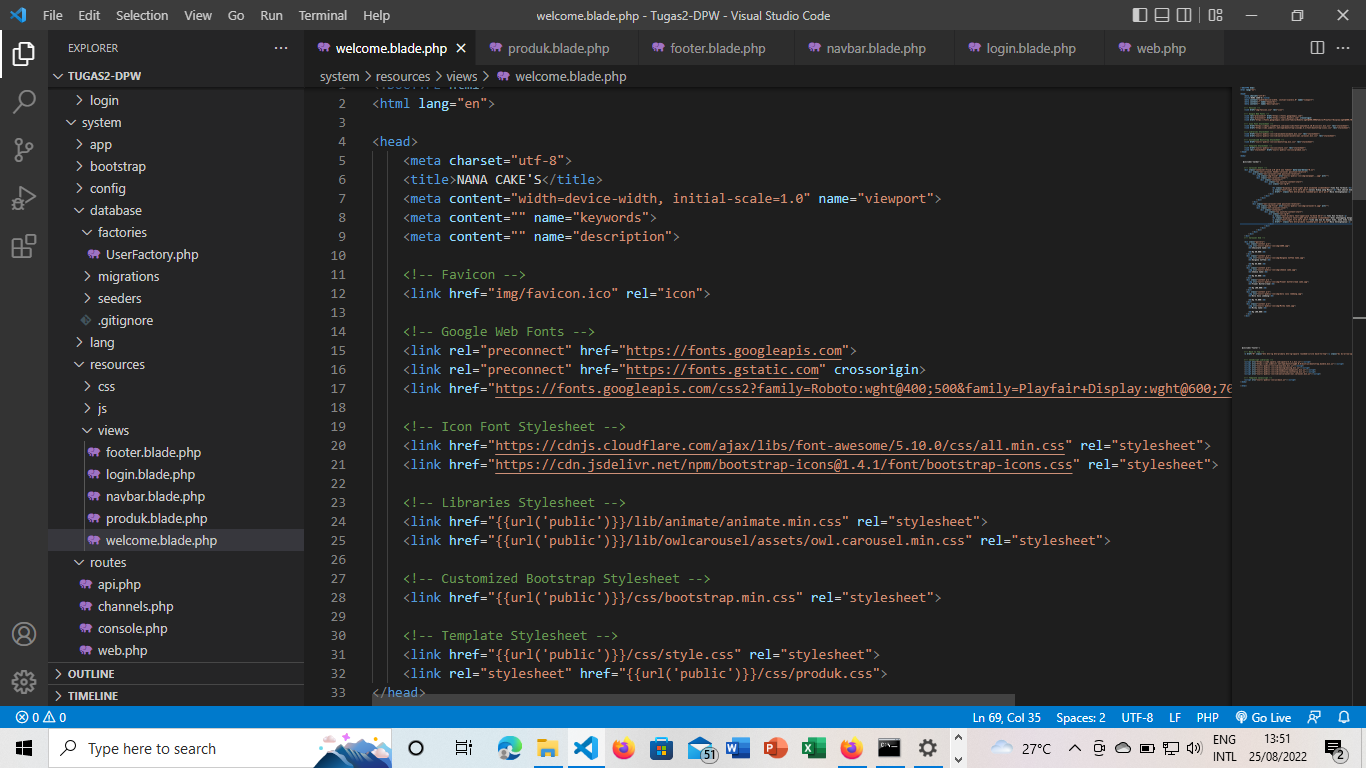 File Edit Selection View Go Run Terminal Help
welcome.blade.php - Tugas2-DPW - Visual Studio Code
EXPLORER
TUGAS2-DPW
login
system
app
bootstrap
config
database
factories
UserFactory.php
migrations
seeders
.gitignore
lang
resources
css
js
views
footer.blade.php
login.blade.php
navbar.blade.php
produk.blade.php
welcome.blade.php
routes
api.php
channels.php
console.php
web.php
OUTLINE
TIMELINE
welcome.blade.php produk.blade.php footer.blade.php navbar.blade.php login.blade.php web.php
system > resources > views > welcome.blade.php
1 <!DOCTYPE html>
2 <html lang="en">
3
4 <head>
5 <meta charset="utf-8">
6 <title>NANA CAKE'S</title>
7 <meta content="width=device-width, initial-scale=1.0" name="viewport">
8 <meta content="" name="keywords">
9 <meta content="" name="description">
10
11 <!-- Favicon -->
12 <link href="img/favicon.ico" rel="icon">
13
14 <!-- Google Web Fonts -->
15 <link rel="preconnect" href="https://fonts.googleapis.com">
16 <link rel="preconnect" href="https://fonts.gstatic.com" crossorigin>
17 <link href="https://fonts.googleapis.com/css2?family=Roboto:wght@400;500&family=Playfair+Display:wght@600;70
18
19 <!-- Icon Font Stylesheet -->
20 <link href="https://cdnjs.cloudflare.com/ajax/libs/font-awesome/5.10.0/css/all.min.css" rel="stylesheet">
21 <link href="https://cdn.jsdelivr.net/npm/bootstrap-icons@1.4.1/font/bootstrap-icons.css" rel="stylesheet">
22
23 <!-- Libraries Stylesheet -->
24 <link href="{{url('public')}}/lib/animate/animate.min.css" rel="stylesheet">
25 <link href="{{url('public')}}/lib/owlcarousel/assets/owl.carousel.min.css" rel="stylesheet">
26
27 <!-- Customized Bootstrap Stylesheet -->
28 <link href="{{url('public')}}/css/bootstrap.min.css" rel="stylesheet">
29
30 <!-- Template Stylesheet -->
31 <link href="{{url('public')}}/css/style.css" rel="stylesheet">
32 <link rel="stylesheet" href="{{url('public')}}/css/produk.css">
33 </head>
0 0 Ln 69, Col 35 Spaces: 2 UTF-8 LF PHP Go Live
Type here to search
51
27°C
ENG
INTL
13:51
25/08/2022
2